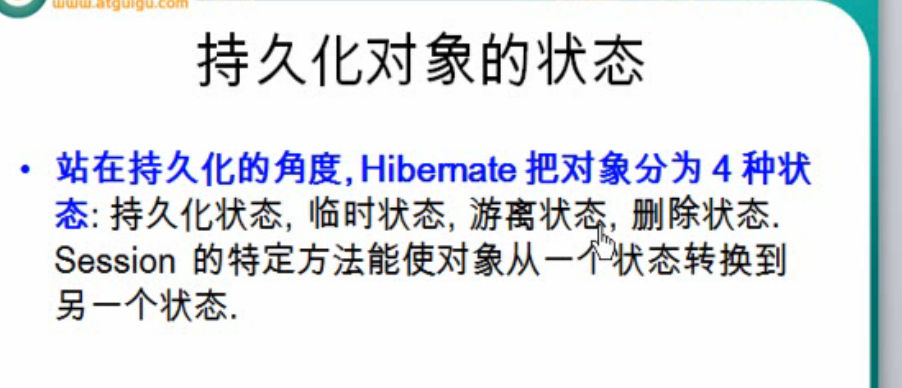 www.atguigu.com
持久化对象的状态
• 站在持久化的角度, Hibernate 把对象分为 4 种状
态: 持久化状态, 临时状态, 游离状态, 删除状态.
Session 的特定方法能使对象从一个状态转换到
另一个状态.